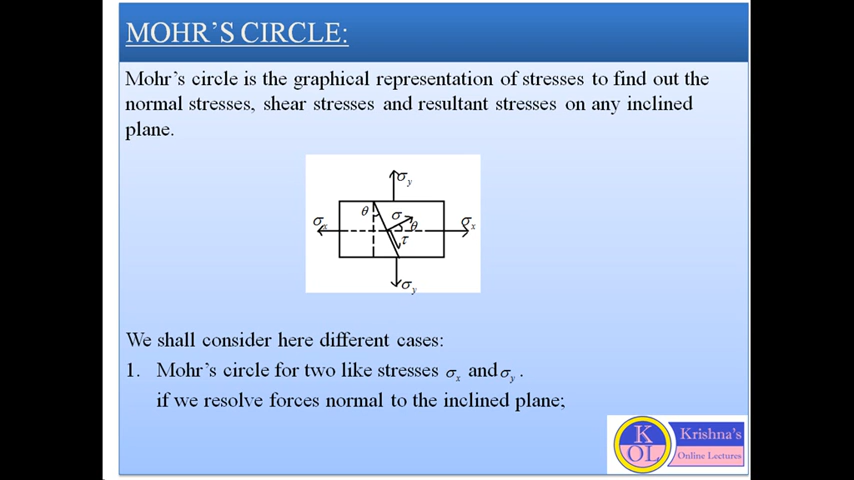 MOHR'S CIRCLE:
Mohr's circle is the graphical representation of stresses to find out the
normal stresses, shear stresses and resultant stresses on any inclined
plane.
σy
θ
σ
σx
θ
σx
τ
σy
We shall consider here different cases:
1. Mohr's circle for two like stresses σx and σy .
if we resolve forces normal to the inclined plane;
K
OL
Krishna's
Online Lectures